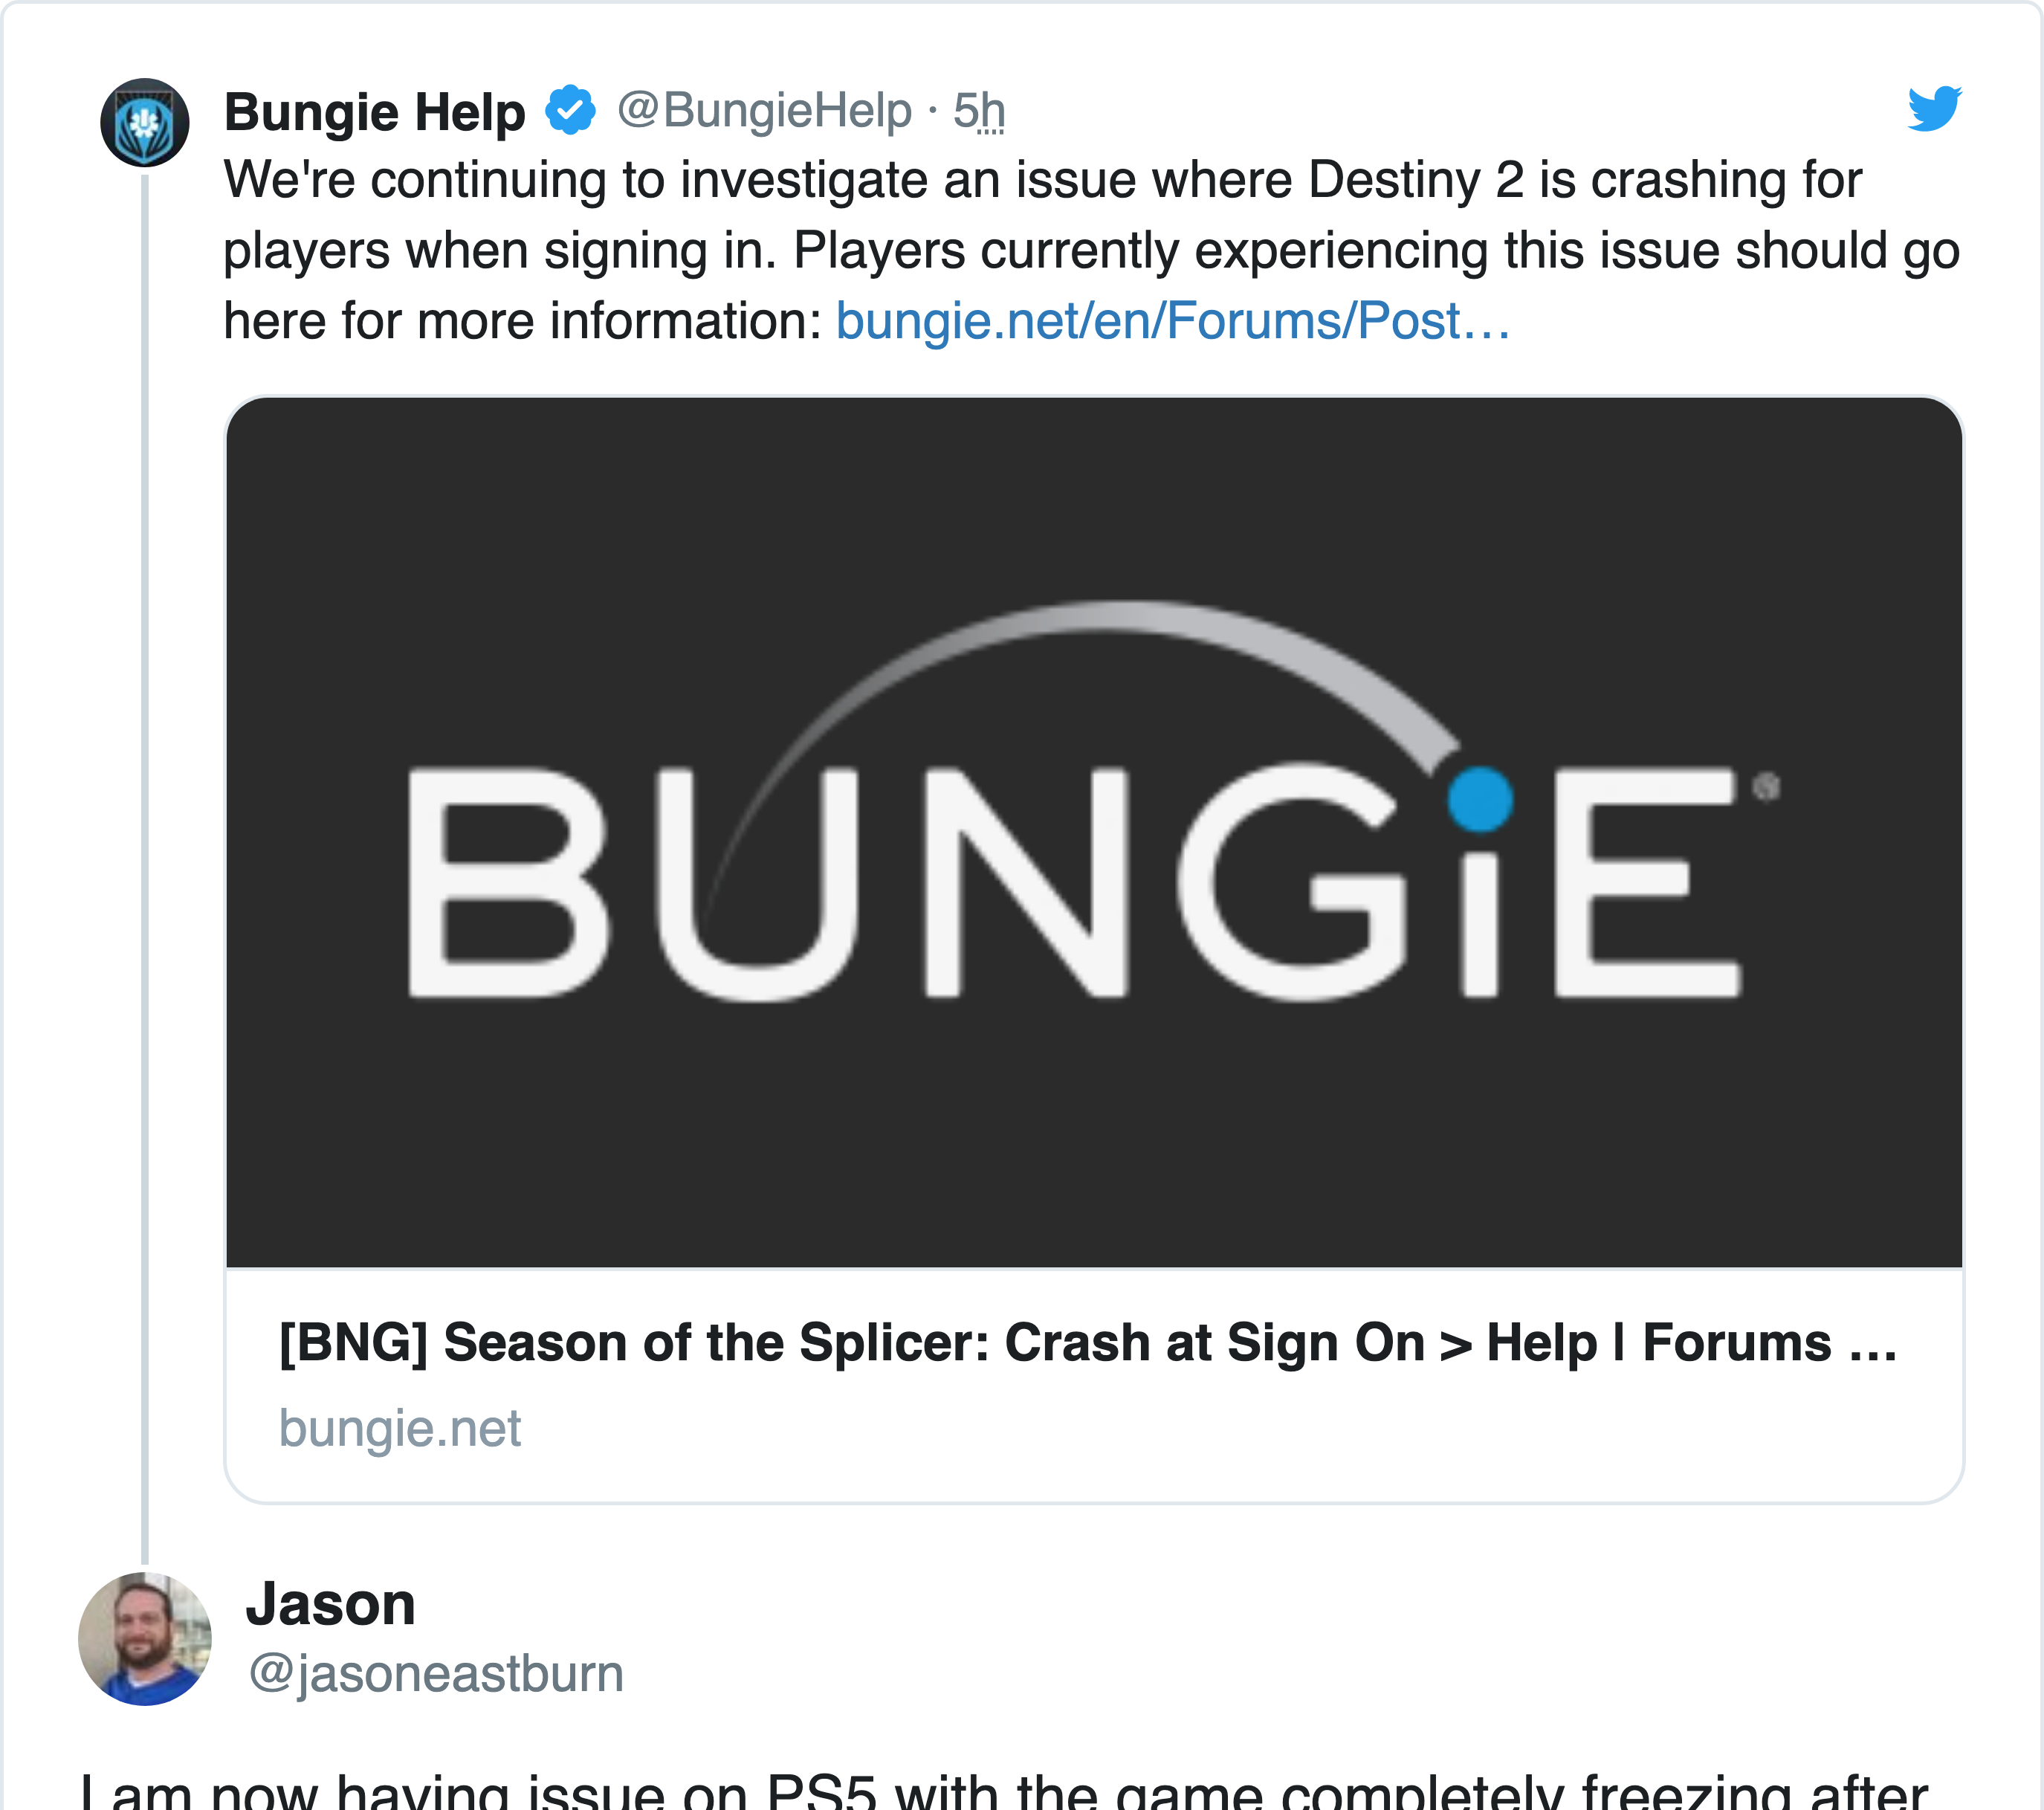 Bungie Help @BungieHelp · 5h
We're continuing to investigate an issue where Destiny 2 is crashing for
players when signing in. Players currently experiencing this issue should go
here for more information: bungie.net/en/Forums/Post…
BUNGiE®
[BNG] Season of the Splicer: Crash at Sign On > Help | Forums ...
bungie.net
Jason
@jasoneastburn
I am now having issue on PS5 with the game completely freezing after